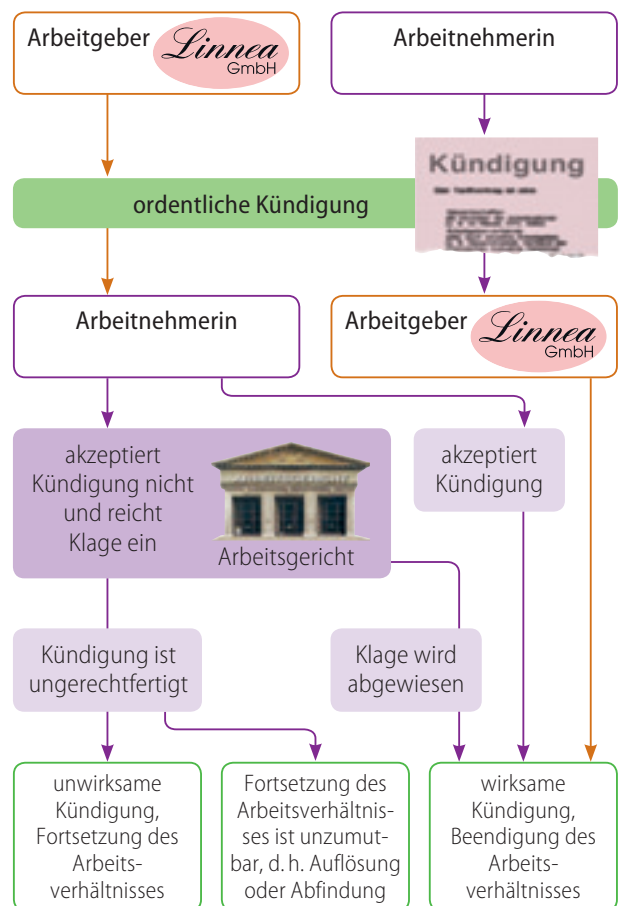 Arbeitgeber
Linnea
GmbH
Arbeitnehmerin
Kündigung
ordentliche Kündigung
Arbeitnehmerin
Arbeitgeber
Linnea
GmbH
akzeptiert
Kündigung nicht
und reicht
Klage ein
Arbeitsgericht
akzeptiert
Kündigung
Kündigung ist
ungerechtfertigt
Klage wird
abgewiesen
unwirksame
Kündigung,
Fortsetzung des
Arbeits-
verhältnisses
Fortsetzung des
Arbeitsverhältnis-
ses ist unzumut-
bar, d. h. Auflösung
oder Abfindung
wirksame
Kündigung,
Beendigung des
Arbeits-
verhältnisses